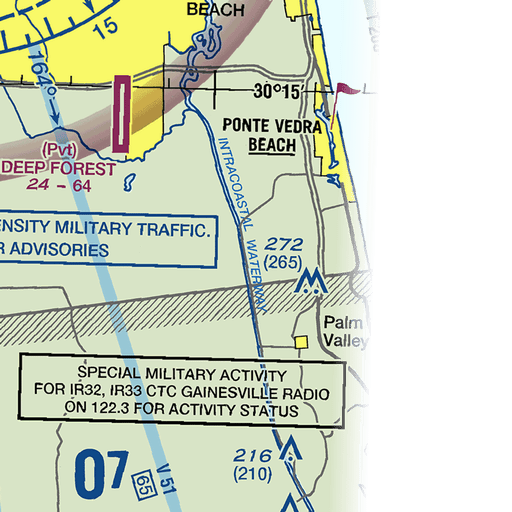 BEACH
15
164°
30°15'
PONTE VEDRA
BEACH
(Pvt)
DEEP FOREST
24 - 64
INTRACOASTAL WATERWAY
ENSITY MILITARY TRAFFIC.
R ADVISORIES
272
(265)
Palm
Valley
SPECIAL MILITARY ACTIVITY
FOR IR32, IR33 CTC GAINESVILLE RADIO
ON 122.3 FOR ACTIVITY STATUS
216
(210)
07
65
V 51